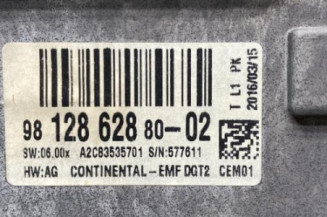 98 128 628 80-02
SW:06.00x A2C83535701 S/N:577611
HW:AG CONTINENTAL-EMF DGT2 CEM01
T L1 PK
2016/03/15